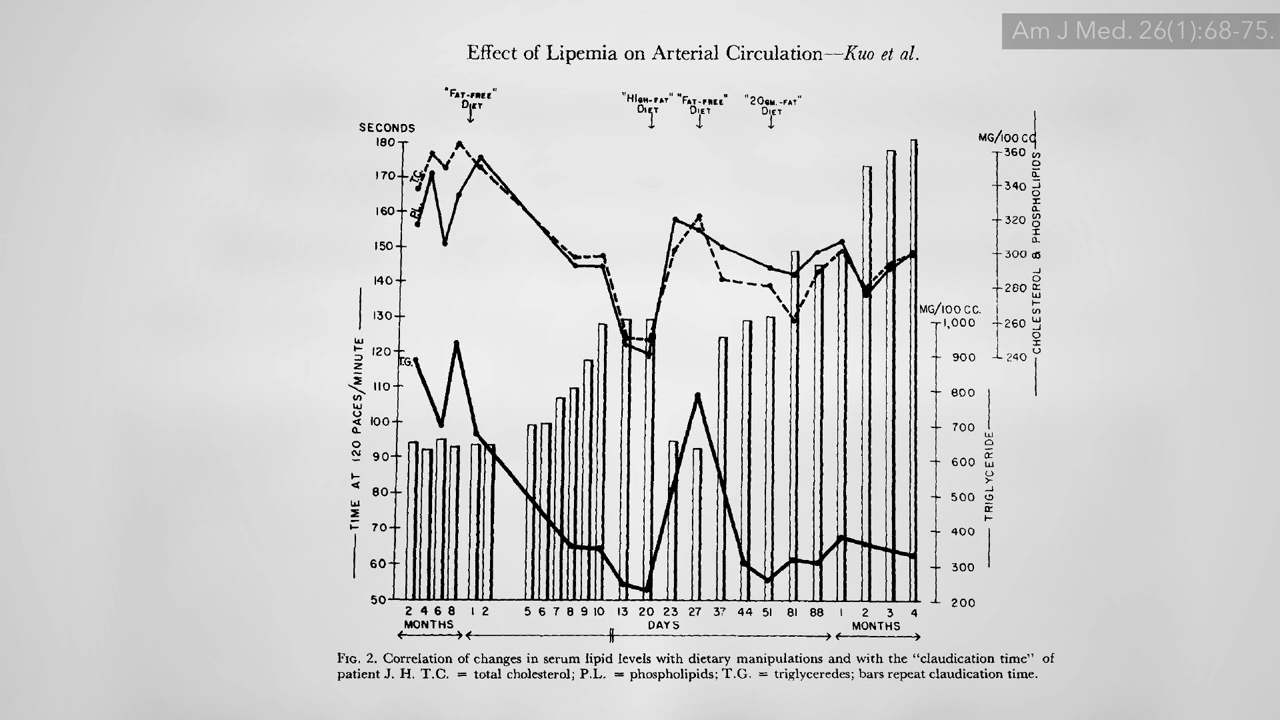 Am J Med. 26(1):68-75.
Effect of Lipemia on Arterial Circulation—Kuo et al.
"FAT-FREE" DIET
"HIGH-FAT" DIET
"FAT-FREE" DIET
"20GM.-FAT" DIET
SECONDS
180
170
160
150
140
130
120
110
100
90
80
70
60
50
TIME AT 120 PACES/MINUTE
T.C.
P.L.
T.G.
MG/100 CC
360
340
320
300
280
260
240
CHOLESTEROL & PHOSPHOLIPIDS
MG/100 CC.
1,000
900
800
700
600
500
400
300
200
TRIGLYCERIDE
2 4 6 8 1 2 5 6 7 8 9 10 13 20 23 27 37 44 51 81 88 1 2 3 4
MONTHS DAYS MONTHS
FIG. 2. Correlation of changes in serum lipid levels with dietary manipulations and with the "claudication time" of
patient J. H. T.C. = total cholesterol; P.L. = phospholipids; T.G. = triglyceredes; bars repeat claudication time.